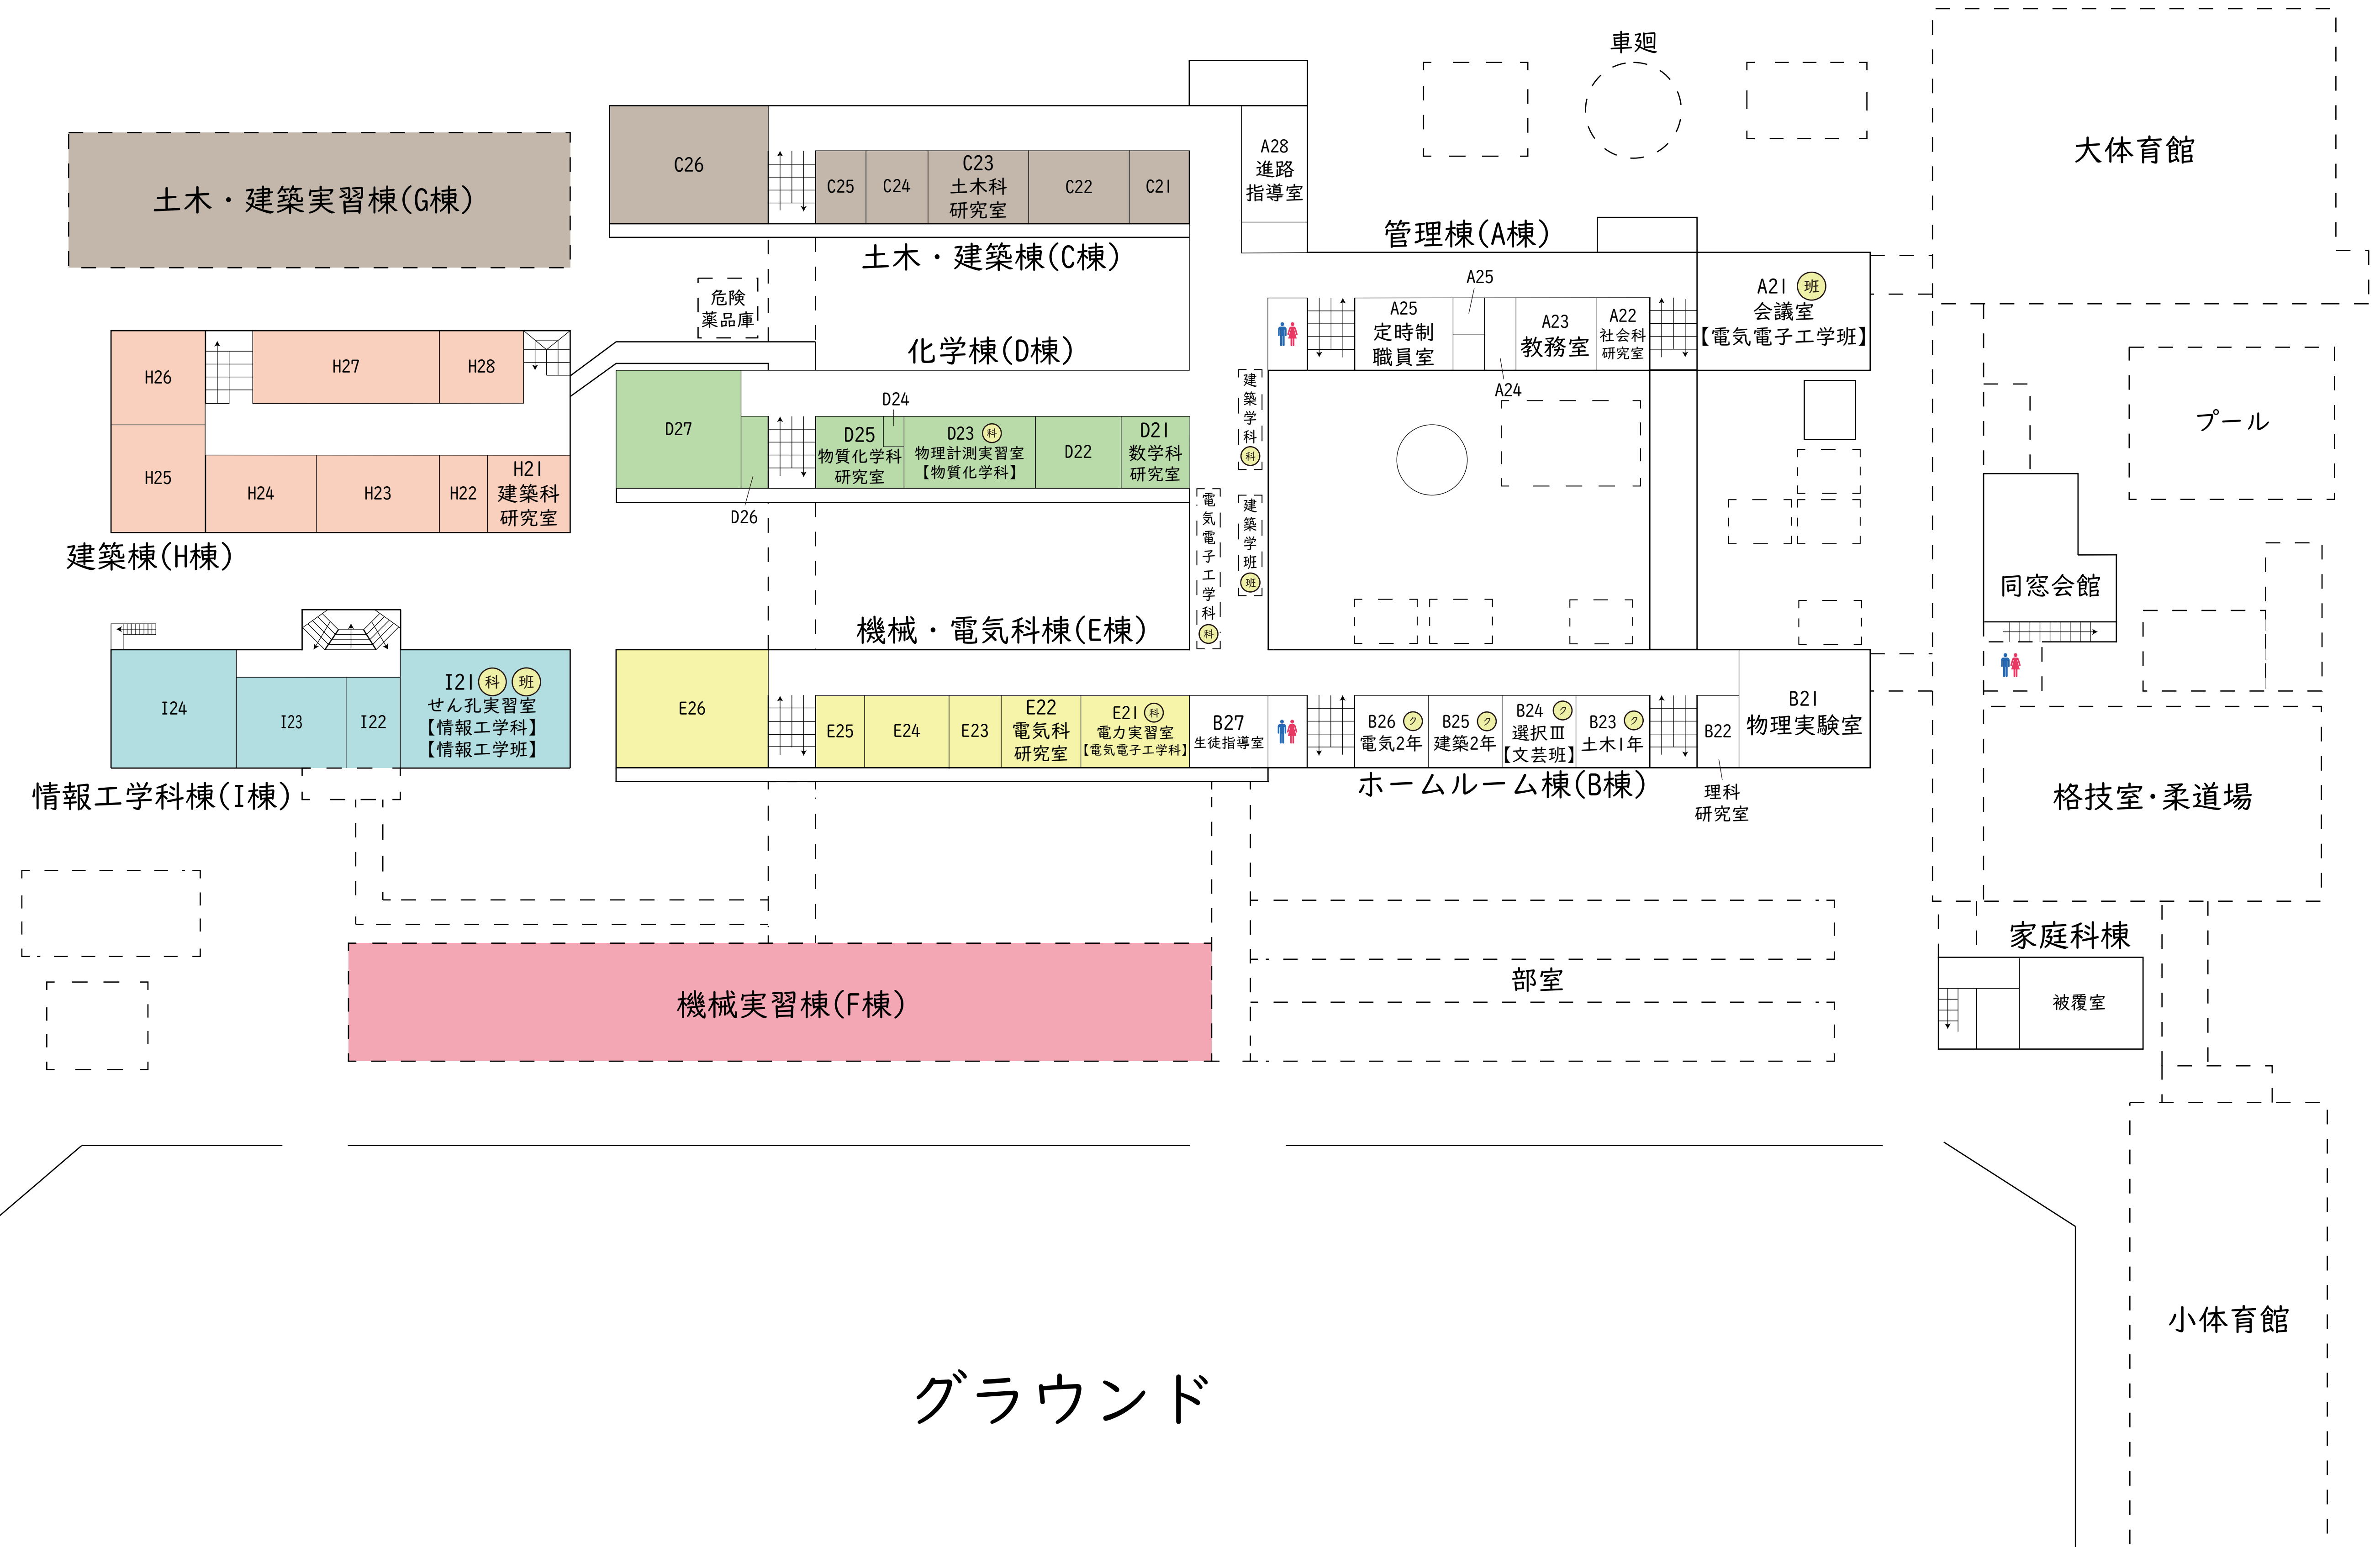 車廻
大体育館
土木・建築実習棟(G棟)
C26
C25
C24
C23
土木科
研究室
C22
C21
土木・建築棟(C棟)
A28
進路
指導室
管理棟(A棟)
A25
A25
定時制
職員室
A24
A23
教務室
A22
社会科
研究室
A21 班
会議室
【電気電子工学班】
危険
薬品庫
化学棟(D棟)
H26
H27
H28
H25
H24
H23
H22
H21
建築科
研究室
建築棟(H棟)
D27
D26
D25
物質化学科
研究室
D24
D23 科
物理計測実習室
【物質化学科】
D22
D21
数学科
研究室
建築学科 科
建築学班 班
電気電子工学科 科
プール
同窓会館
機械・電気科棟(E棟)
I24
I23
I22
I21 科 班
せん孔実習室
【情報工学科】
【情報工学班】
情報工学科棟(I棟)
E26
E25
E24
E23
E22
電気科
研究室
E21 科
電力実習室
【電気電子工学科】
B27
生徒指導室
B26 ク
電気2年
B25 ク
建築2年
B24 ク
選択Ⅲ
【文芸班】
B23 ク
土木1年
B22
理科
研究室
B21
物理実験室
ホームルーム棟(B棟)
格技室・柔道場
家庭科棟
被覆室
機械実習棟(F棟)
部室
小体育館
グラウンド